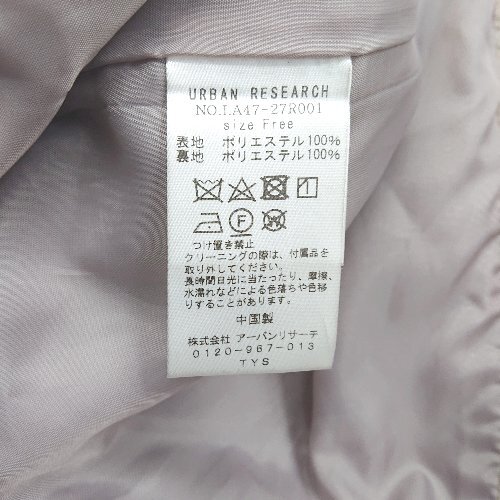 URBAN RESEARCH
NO.IA47-27R001
size Free
表地 ポリエステル100%
裏地 ポリエステル100%
つけ置き禁止
クリーニングの際は、付属品を
取り外してください。
長時間日光に当たったり、摩擦、
水濡れなどによる色落ちや色移
りすることがあります。
中国製
株式会社 アーバンリサーチ
0120-967-013
TYS